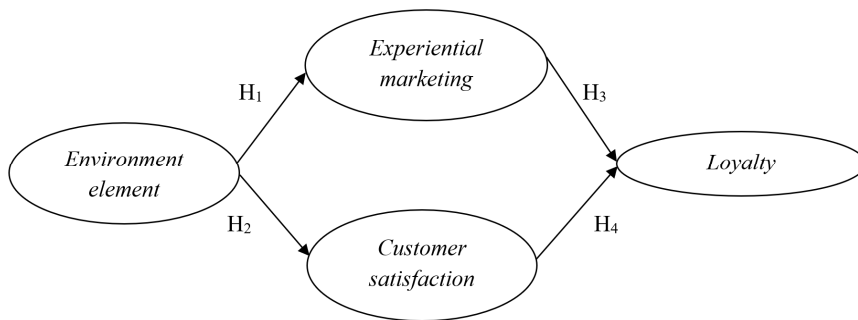 Experiential
marketing
H1
H3
Environment
element
Loyalty
H2
H4
Customer
satisfaction